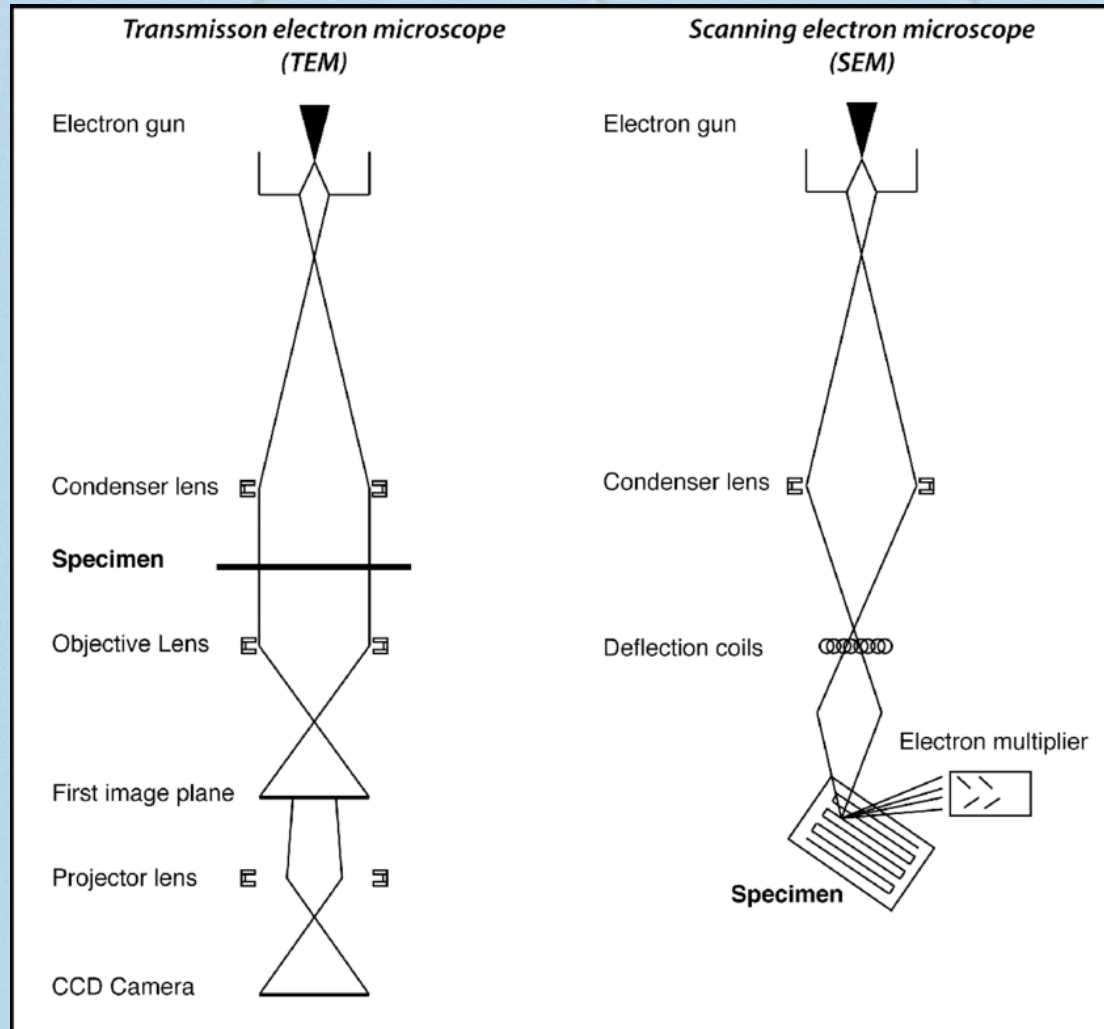 Transmisson electron microscope
(TEM)
Electron gun
Condenser lens
Specimen
Objective Lens
First image plane
Projector lens
CCD Camera
Scanning electron microscope
(SEM)
Electron gun
Condenser lens
Deflection coils
Electron multiplier
Specimen